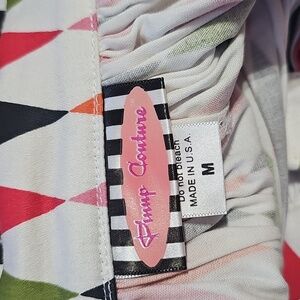 Pinup Couture
Do not bleach
MADE IN U.S.A.
M